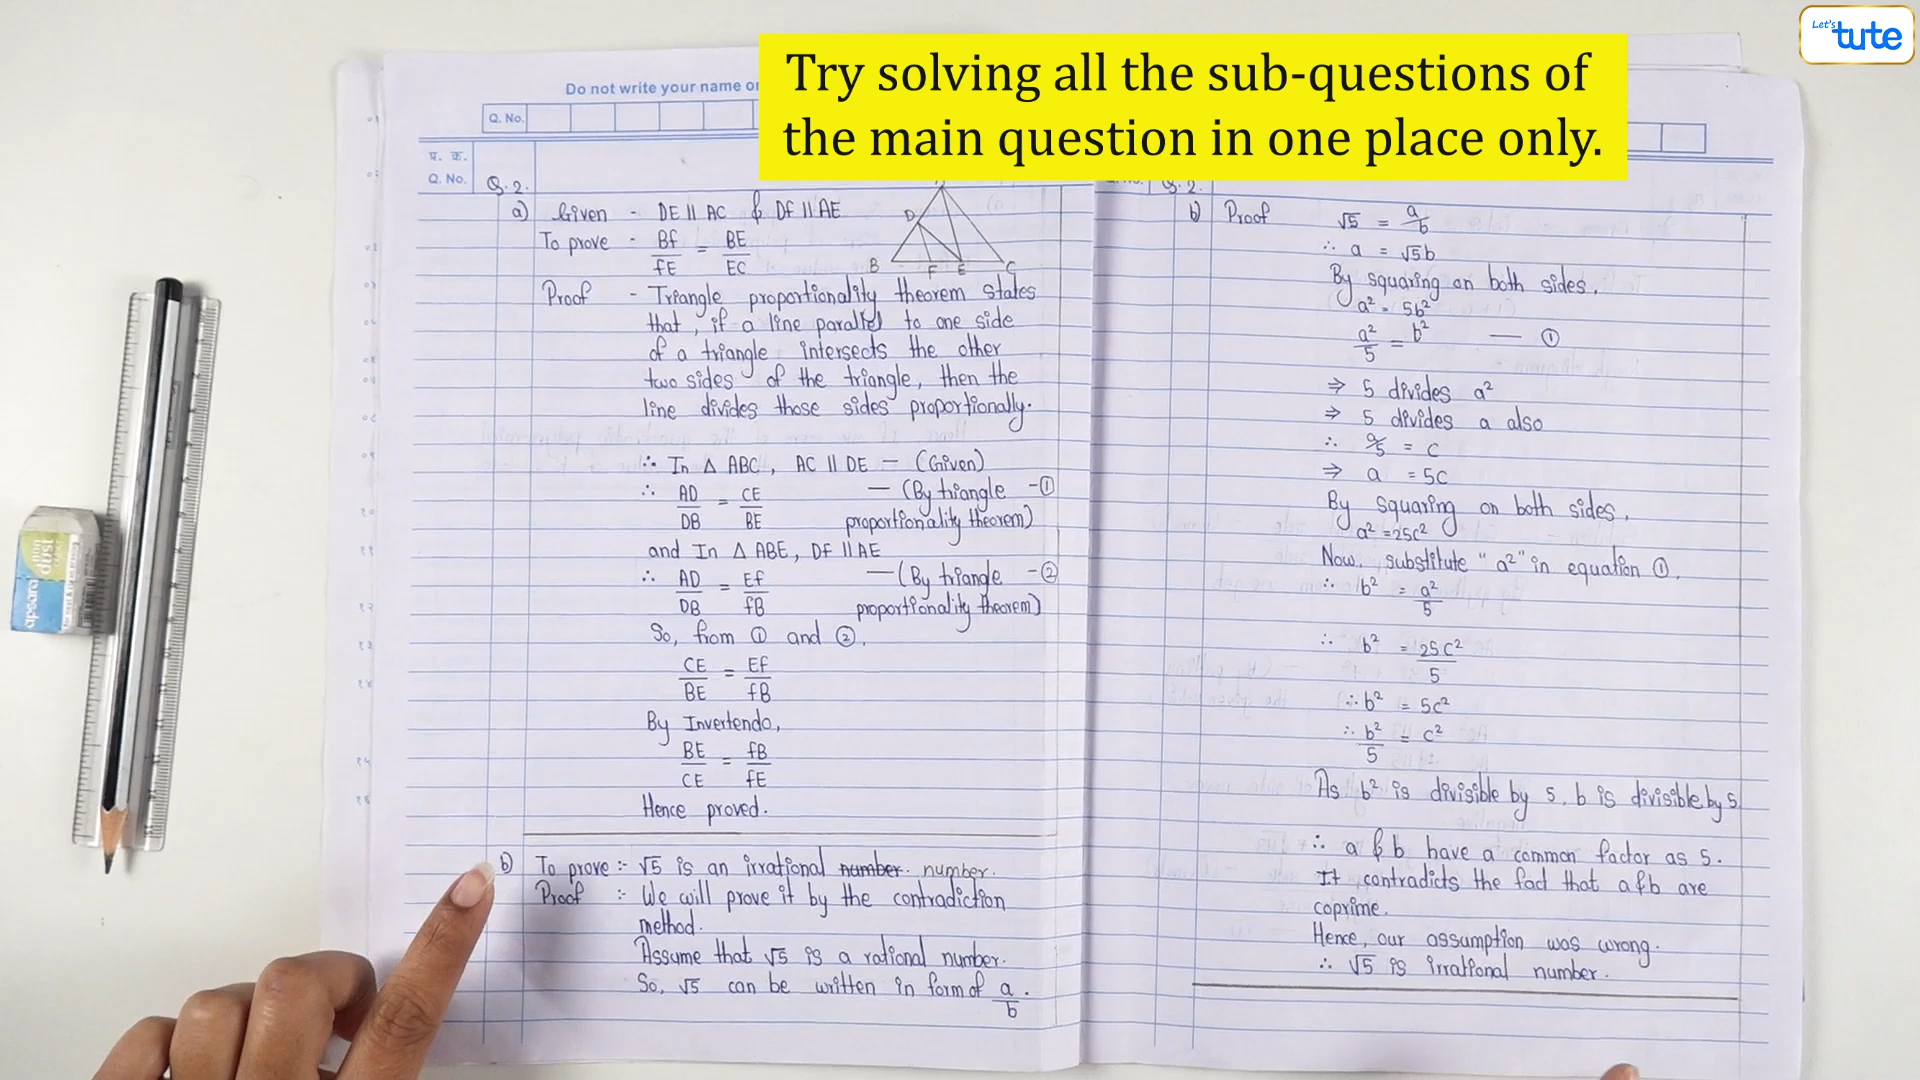 Let's
tute
Try solving all the sub-questions of
the main question in one place only.
Do not write your name
Q. No.
प्र. क्र.
Q. No.
Q.2.
a) Given - DE || AC & DF || AE
To prove - BF/FE = BE/EC
D
B F E C
Proof - Triangle proportionality theorem states
that, if a line parallel to one side
of a triangle intersects the other
two sides of the triangle, then the
line divides those sides proportionally.
∴ In Δ ABC, AC || DE — (Given)
∴ AD/DB = CE/BE — (By triangle - ①
proportionality theorem)
and In Δ ABE, DF || AE
∴ AD/DB = EF/FB — (By triangle - ②
proportionality theorem)
So, from ① and ②,
CE/BE = EF/FB
By Invertendo,
BE/CE = FB/FE
Hence proved.
b) To prove :- √5 is an irrational number. number.
Proof :- We will prove it by the contradiction
method.
Assume that √5 is a rational number.
So, √5 can be written in form of a/b.
Q.2.
b) Proof √5 = a/b
∴ a = √5b
By squaring on both sides.
a² = 5b²
a²/5 = b² — ①
⇒ 5 divides a²
⇒ 5 divides a also
∴ a/5 = c
⇒ a = 5c
By squaring on both sides.
a² = 25c²
Now, substitute "a²" in equation ①.
∴ b² = a²/5
∴ b² = 25c²/5
∴ b² = 5c²
∴ b²/5 = c²
As b² is divisible by 5, b is divisible by 5
∴ a & b have a common factor as 5.
It contradicts the fact that a & b are
coprime.
Hence, our assumption was wrong.
∴ √5 is irrational number.
apsara
non
dust